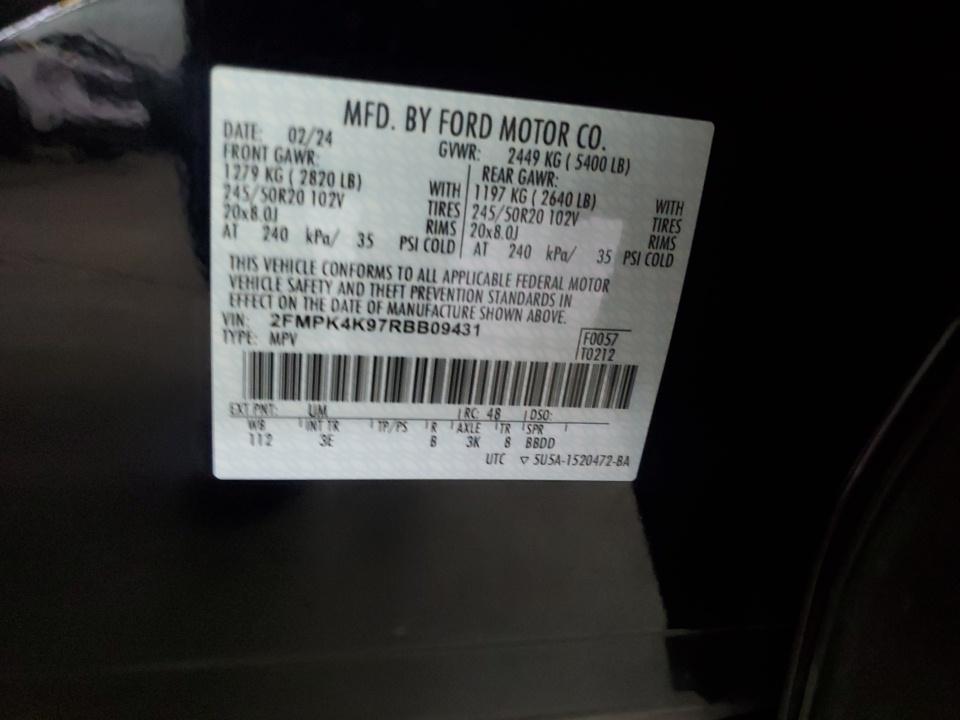 MFD. BY FORD MOTOR CO.
DATE: 02/24 GVWR: 2449 KG ( 5400 LB)
FRONT GAWR: REAR GAWR:
1279 KG ( 2820 LB) WITH 1197 KG ( 2640 LB) WITH
245/50R20 102V TIRES 245/50R20 102V TIRES
20x8.0J RIMS 20x8.0J RIMS
AT 240 kPa/ 35 PSI COLD AT 240 kPa/ 35 PSI COLD
THIS VEHICLE CONFORMS TO ALL APPLICABLE FEDERAL MOTOR
VEHICLE SAFETY AND THEFT PREVENTION STANDARDS IN
EFFECT ON THE DATE OF MANUFACTURE SHOWN ABOVE.
VIN: 2FMPK4K97RBB09431
TYPE: MPV F0057
T0212
EXT PNT: UM RC: 48 DSO:
WB INT TR TP/PS R AXLE TR SPR
112 3E B 3K 8 BBDD
UTC ▽ 5U5A-1520472-BA